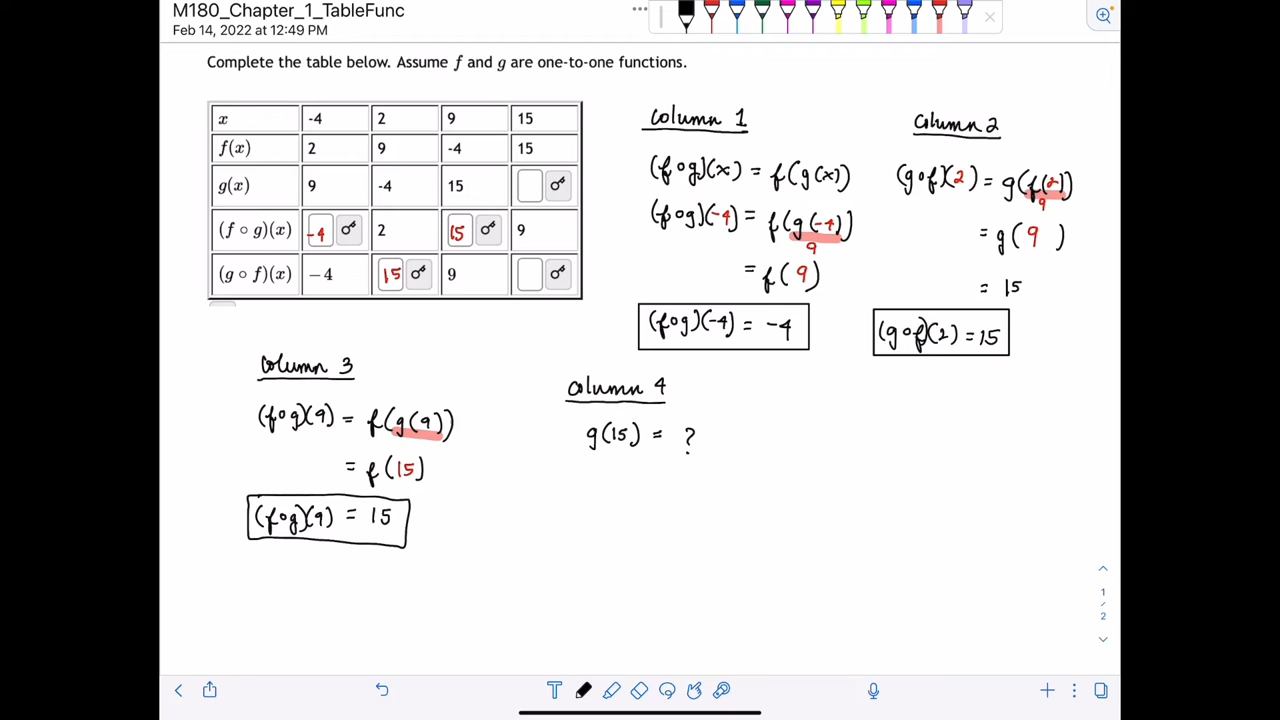 M180_Chapter_1_TableFunc
Feb 14, 2022 at 12:49 PM
Complete the table below. Assume f and g are one-to-one functions.
x -4 2 9 15
f(x) 2 9 -4 15
g(x) 9 -4 15
(f ∘ g)(x) -4 2 15 9
(g ∘ f)(x) −4 15 9
Column 1
(f∘g)(x) = f(g(x))
(f∘g)(-4) = f(g(-4))
9
= f(9)
(f∘g)(-4) = -4
Column 2
(g∘f)(2) = g(f(2))
9
= g(9)
= 15
(g∘f)(2) = 15
Column 3
(f∘g)(9) = f(g(9))
= f(15)
(f∘g)(9) = 15
Column 4
g(15) = ?
1
/
2
T